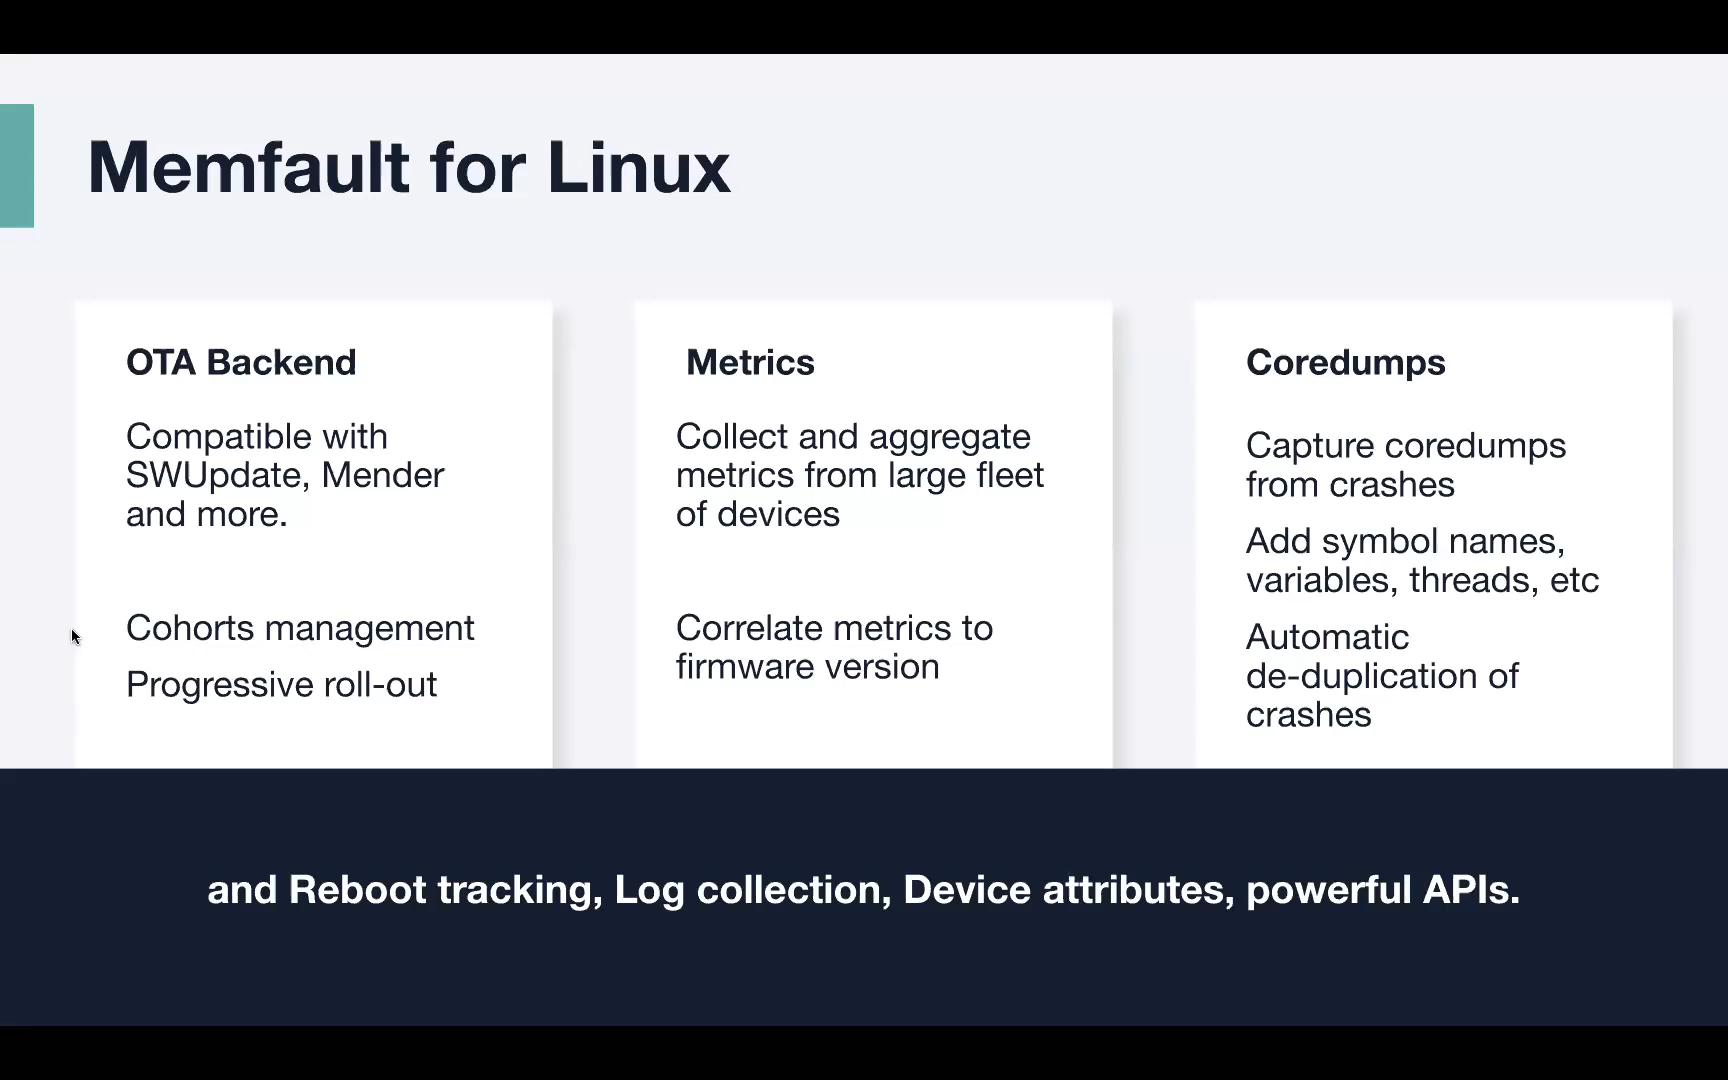 Memfault for Linux
OTA Backend
Compatible with
SWUpdate, Mender
and more.
Cohorts management
Progressive roll-out
Metrics
Collect and aggregate
metrics from large fleet
of devices
Correlate metrics to
firmware version
Coredumps
Capture coredumps
from crashes
Add symbol names,
variables, threads, etc
Automatic
de-duplication of
crashes
and Reboot tracking, Log collection, Device attributes, powerful APIs.